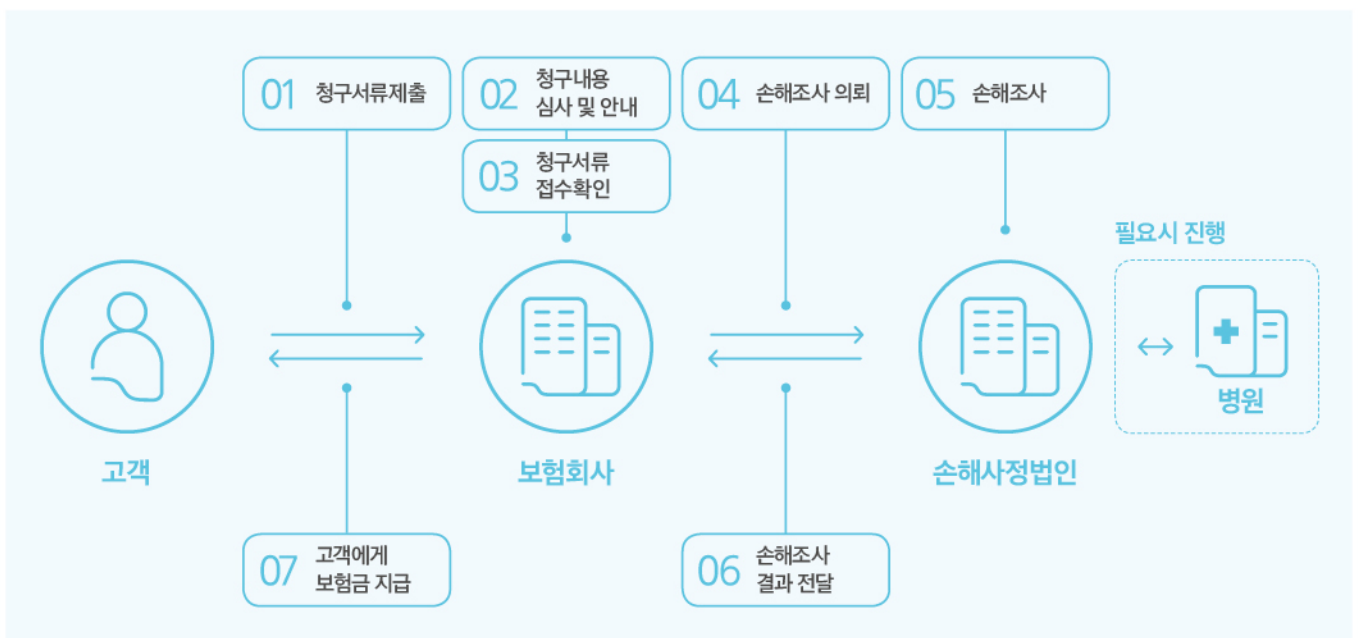 01 청구서류제출
02 청구내용
심사 및 안내
04 손해조사 의뢰
05 손해조사
03 청구서류
접수확인
필요시 진행
병원
고객
보험회사
손해사정법인
07 고객에게
보험금 지급
06 손해조사
결과 전달